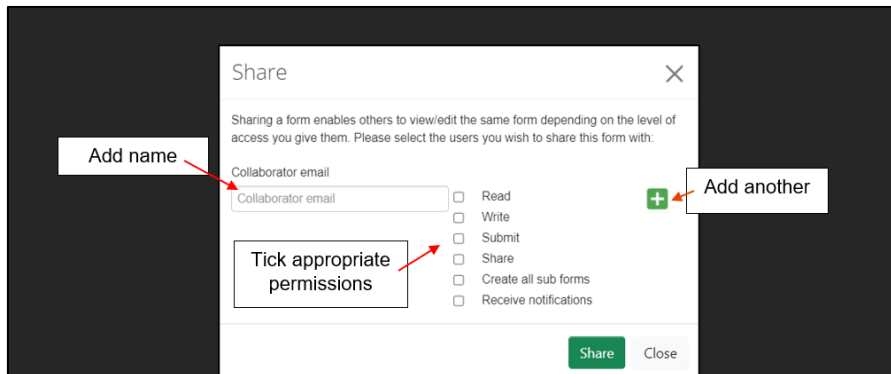 Share
Sharing a form enables others to view/edit the same form depending on the level of
access you give them. Please select the users you wish to share this form with:
Add name
Collaborator email
Collaborator email
Read
Add another
Write
Submit
Tick appropriate
permissions
Share
Create all sub forms
Receive notifications
Share
Close